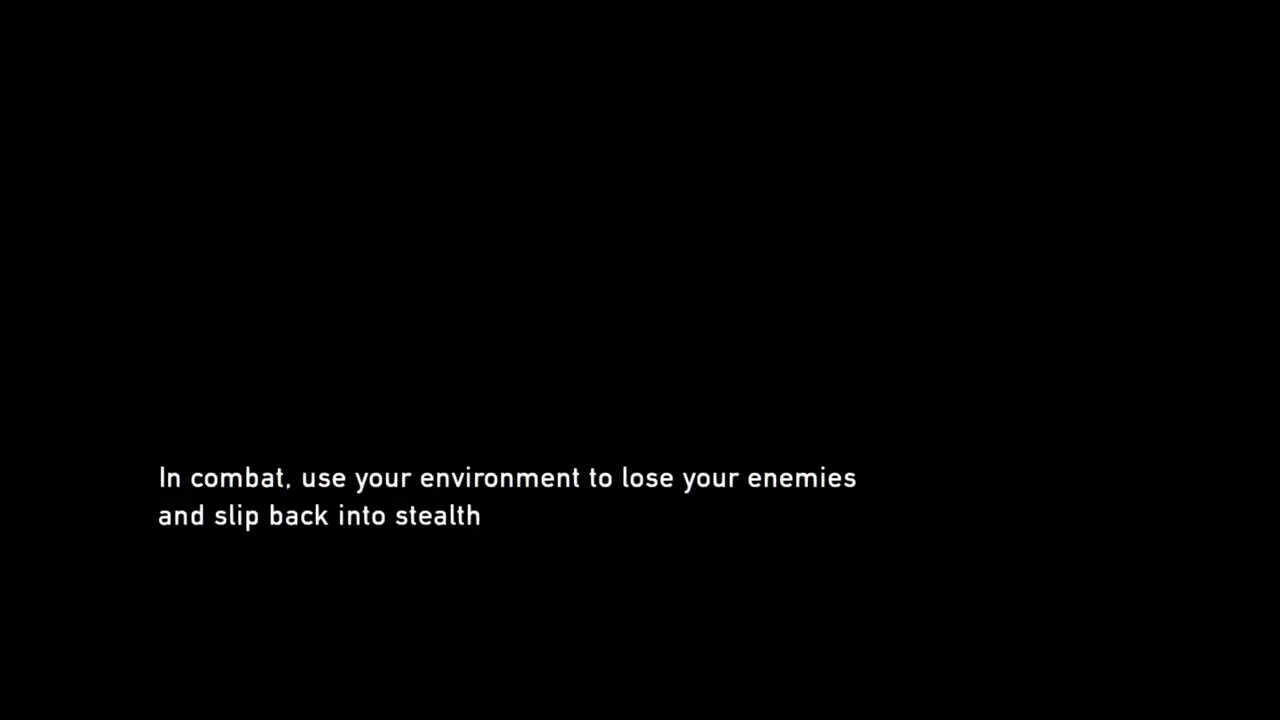 In combat, use your environment to lose your enemies
and slip back into stealth